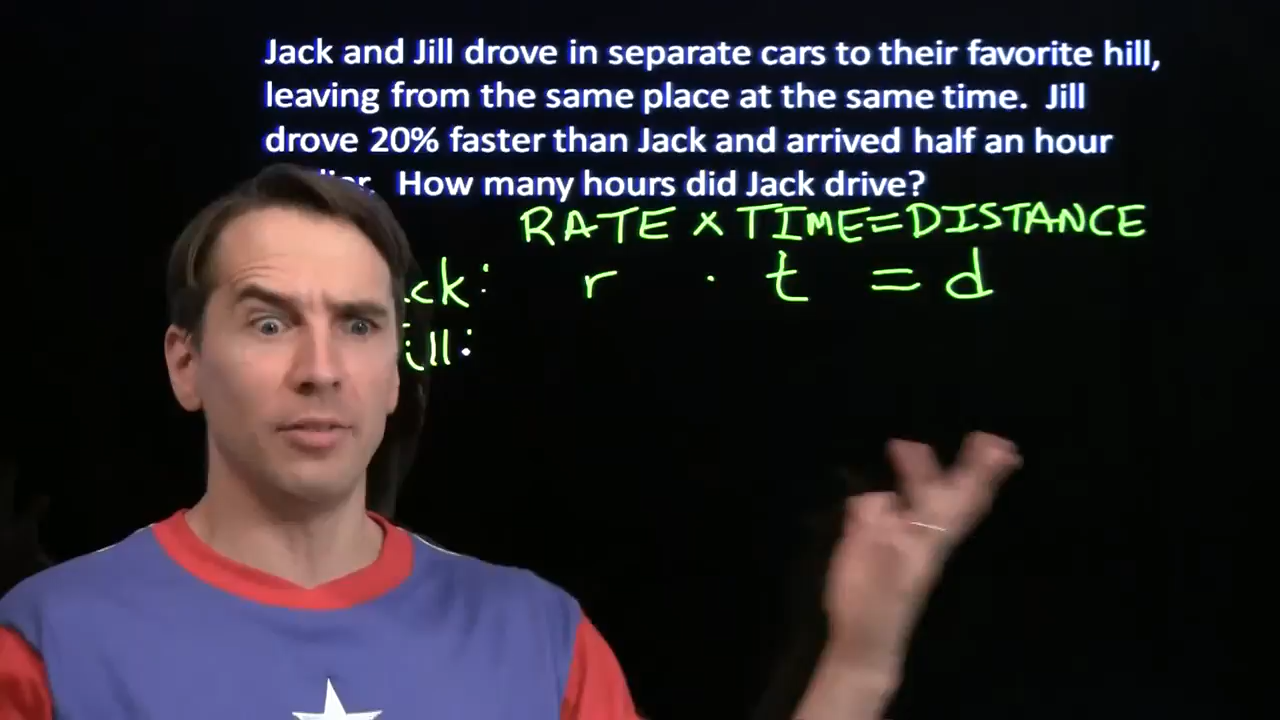 Jack and Jill drove in separate cars to their favorite hill,
leaving from the same place at the same time. Jill
drove 20% faster than Jack and arrived half an hour
How many hours did Jack drive?
RATE × TIME=DISTANCE
r · t = d